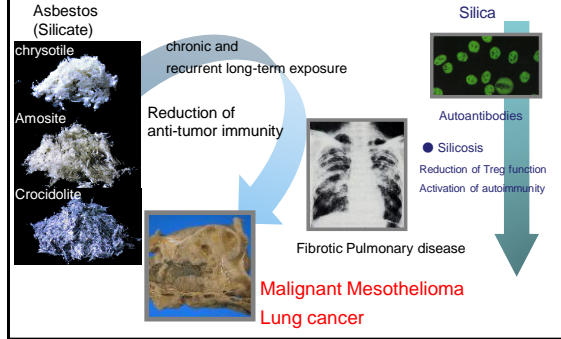 Asbestos
(Silicate)
chrysotile
Amosite
Crocidolite
chronic and
recurrent long-term exposure
Reduction of
anti-tumor immunity
Fibrotic Pulmonary disease
Malignant Mesothelioma
Lung cancer
Silica
Autoantibodies
● Silicosis
Reduction of Treg function
Activation of autoimmunity